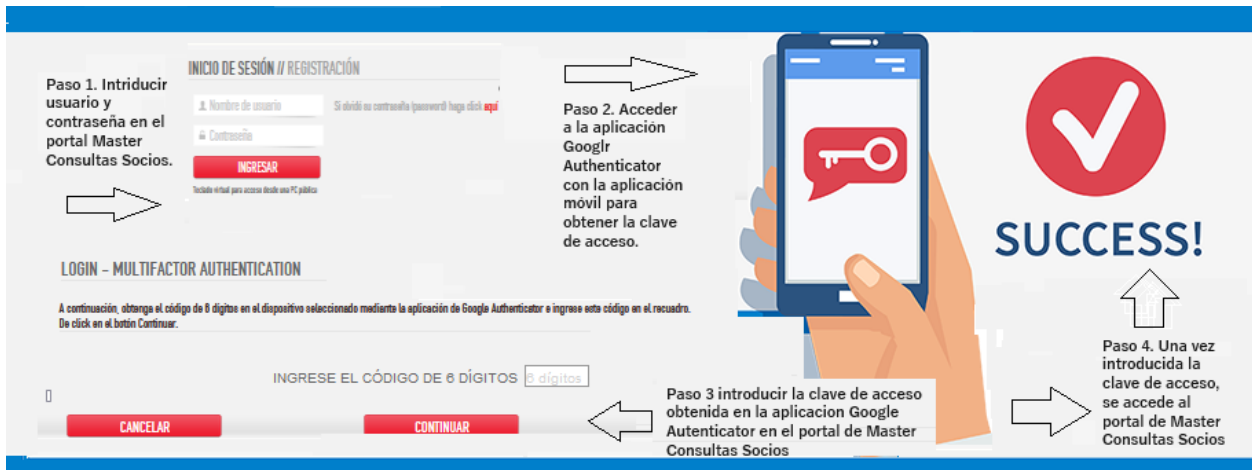 Paso 1. Intriducir
usuario y
contraseña en el
portal Master
Consultas Socios.
INICIO DE SESIÓN // REGISTRACIÓN
Nombre de usuario
Si olvidó su contraseña (password) haga click aquí
Contraseña
INGRESAR
Teclado virtual para acceso desde una PC pública
Paso 2. Acceder
a la aplicación
Googlr
Authenticator
con la aplicación
móvil para
obtener la clave
de acceso.
SUCCESS!
LOGIN - MULTIFACTOR AUTHENTICATION
A continuación, obtenga el código de 6 dígitos en el dispositivo seleccionado mediante la aplicación de Google Authenticator e ingrese este código en el recuadro.
De click en el botón Continuar.
INGRESE EL CÓDIGO DE 6 DÍGITOS 6 dígitos
CANCELAR
CONTINUAR
Paso 3 introducir la clave de acceso
obtenida en la aplicacion Google
Autenticator en el portal de Master
Consultas Socios
Paso 4. Una vez
introducida la
clave de acceso,
se accede al
portal de Master
Consultas Socios